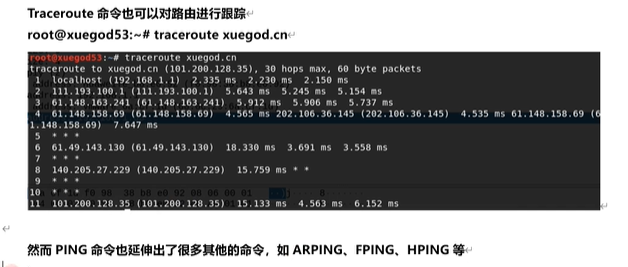 Traceroute 命令也可以对路由进行跟踪
root@xuegod53:~# traceroute xuegod.cn
root@xuegod53:~# traceroute xuegod.cn
traceroute to xuegod.cn (101.200.128.35), 30 hops max, 60 byte packets
1 localhost (192.168.1.1) 2.335 ms 2.230 ms 2.150 ms
2 111.193.100.1 (111.193.100.1) 5.643 ms 5.245 ms 5.154 ms
3 61.148.163.241 (61.148.163.241) 5.912 ms 5.906 ms 5.737 ms
4 61.148.158.69 (61.148.158.69) 4.565 ms 202.106.36.145 (202.106.36.145) 4.535 ms 61.148.158.69 (6
1.148.158.69) 7.647 ms
5 * * *
6 61.49.143.130 (61.49.143.130) 18.330 ms 3.691 ms 3.558 ms
7 * * *
8 140.205.27.229 (140.205.27.229) 15.759 ms * *
9 * * *
10 * * *
11 101.200.128.35 (101.200.128.35) 15.133 ms 4.563 ms 6.152 ms
然而 PING 命令也延伸出了很多其他的命令，如 ARPING、FPING、HPING 等